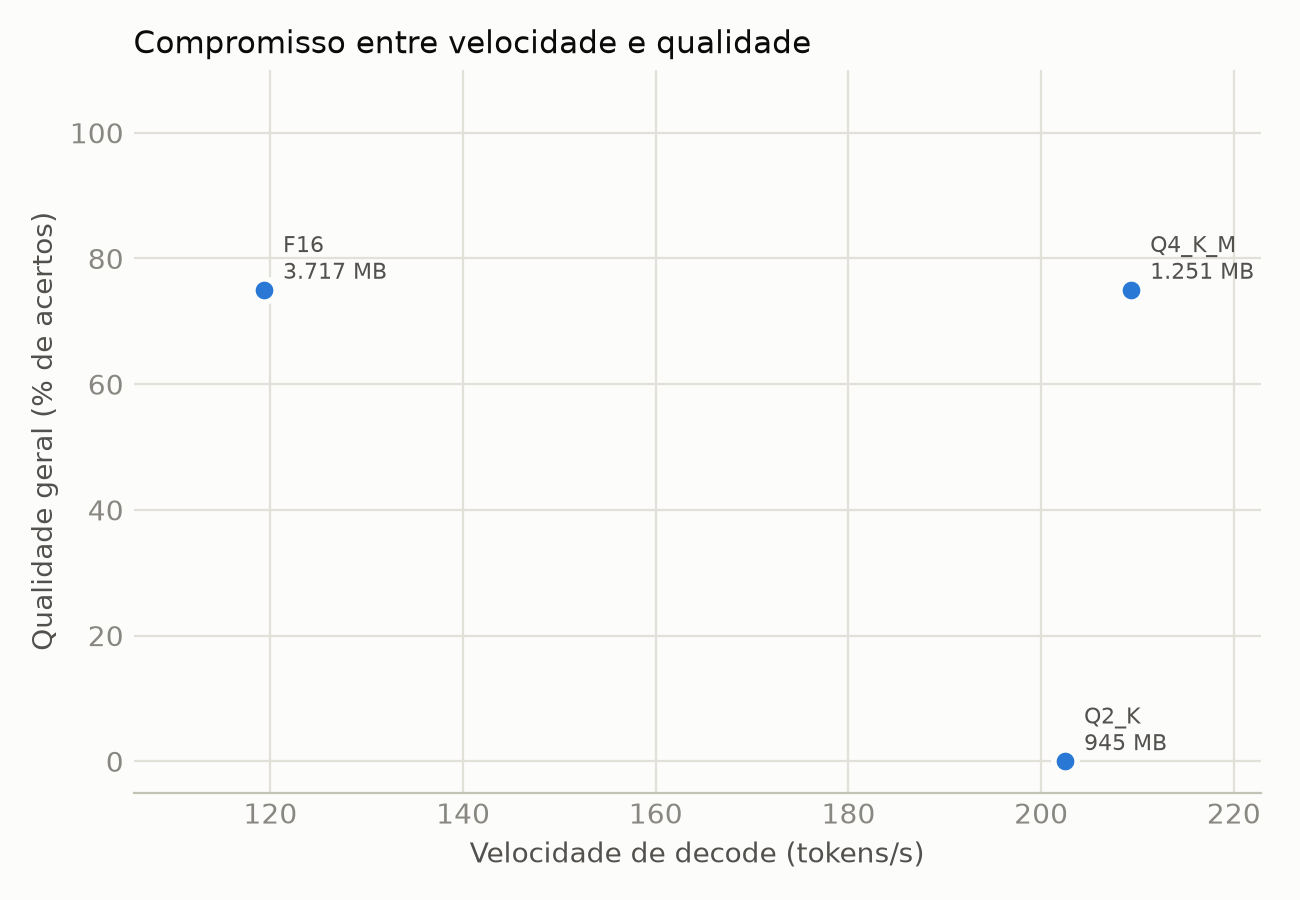 Compromisso entre velocidade e qualidade
100
80
60
40
20
0
Qualidade geral (% de acertos)
F16
3.717 MB
Q4_K_M
1.251 MB
Q2_K
945 MB
120
140
160
180
200
220
Velocidade de decode (tokens/s)